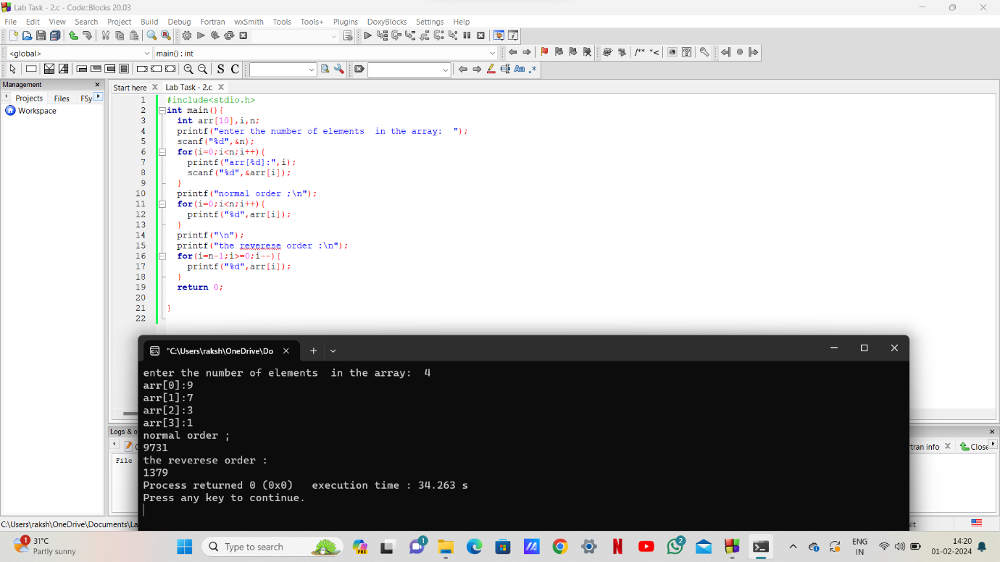 Lab Task - 2.c - Code::Blocks 20.03
File Edit View Search Project Build Debug Fortran wxSmith Tools Tools+ Plugins DoxyBlocks Settings Help
<global> main() : int
/** *<
S C Aa .*
Management
Projects Files FSy
Workspace
Start here Lab Task - 2.c
1 #include<stdio.h>
2 int main(){
3 int arr[10],i,n;
4 printf("enter the number of elements  in the array:  ");
5 scanf("%d",&n);
6 for(i=0;i<n;i++){
7 printf("arr[%d]:",i);
8 scanf("%d",&arr[i]);
9 }
10 printf("normal order ;\n");
11 for(i=0;i<n;i++){
12 printf("%d",arr[i]);
13 }
14 printf("\n");
15 printf("the reverese order :\n");
16 for(i=n-1;i>=0;i--){
17 printf("%d",arr[i]);
18 }
19 return 0;
20
21 }
22
Logs & o
tran info Close
File
"C:\Users\raksh\OneDrive\Do
enter the number of elements  in the array:  4
arr[0]:9
arr[1]:7
arr[2]:3
arr[3]:1
normal order ;
9731
the reverese order :
1379
Process returned 0 (0x0)   execution time : 34.263 s
Press any key to continue.
C:\Users\raksh\OneDrive\Documents\La
1
31°C
Partly sunny
Type to search
PRE
1
2
ENG
IN
14:20
01-02-2024